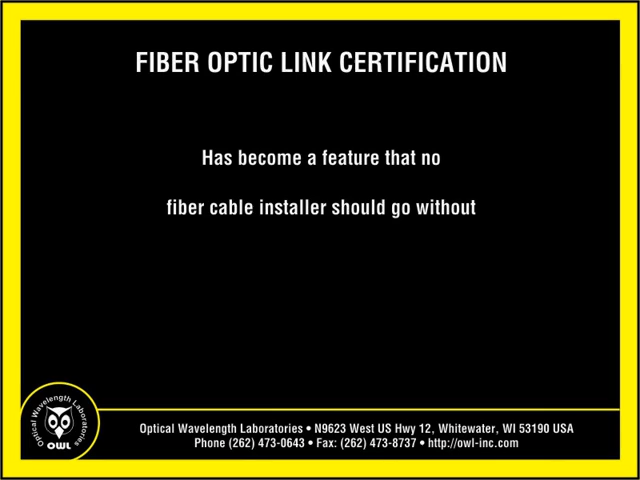 FIBER OPTIC LINK CERTIFICATION
Has become a feature that no
fiber cable installer should go without
Optical Wavelength Laboratories
OWL
Optical Wavelength Laboratories • N9623 West US Hwy 12, Whitewater, WI 53190 USA
Phone (262) 473-0643 • Fax: (262) 473-8737 • http://owl-inc.com